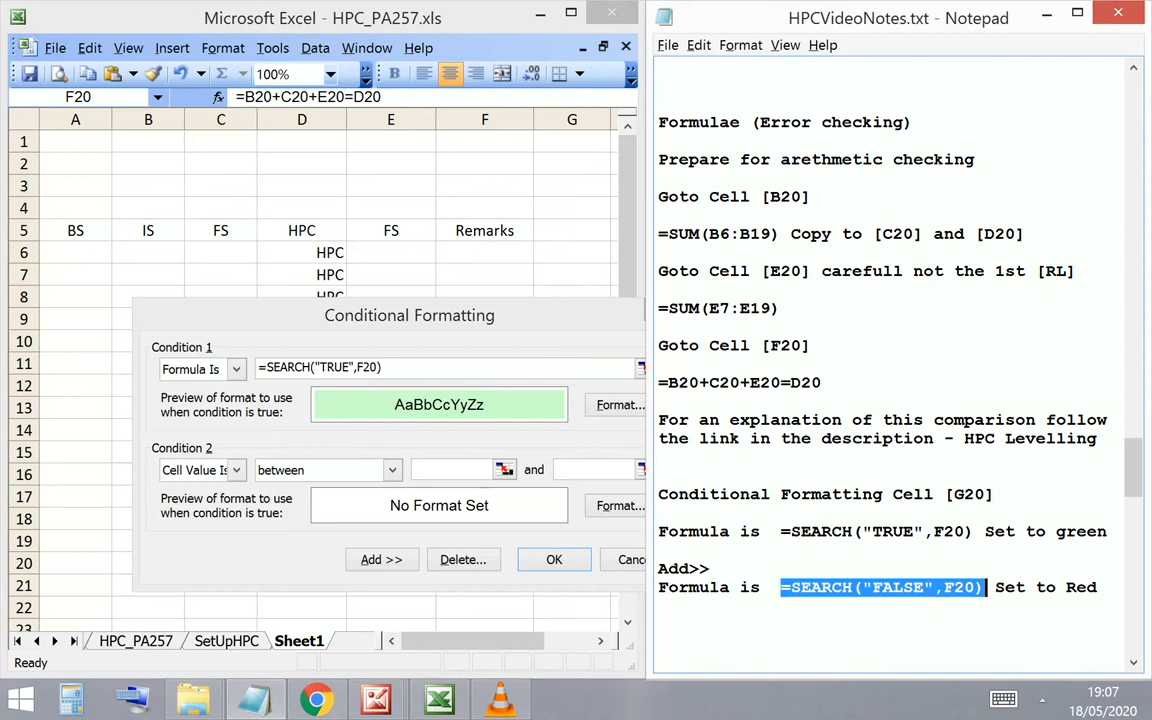 Microsoft Excel - HPC_PA257.xls
File Edit View Insert Format Tools Data Window Help
100%
F20 fx =B20+C20+E20=D20
A B C D E F G
1
2
3
4
5 BS IS FS HPC FS Remarks
6 HPC
7 HPC
8 HPC
9
10
11
12
13
14
15
16
17
18
19
20
21
22
23
Conditional Formatting
Condition 1
Formula Is =SEARCH("TRUE",F20)
Preview of format to use
when condition is true:
AaBbCcYyZz
Format...
Condition 2
Cell Value Is between and
Preview of format to use
when condition is true:
No Format Set
Format...
Add >> Delete... OK Canc
HPC_PA257 SetUpHPC Sheet1
Ready
HPCVideoNotes.txt - Notepad
File Edit Format View Help
Formulae (Error checking)
Prepare for arethmetic checking
Goto Cell [B20]
=SUM(B6:B19) Copy to [C20] and [D20]
Goto Cell [E20] carefull not the 1st [RL]
=SUM(E7:E19)
Goto Cell [F20]
=B20+C20+E20=D20
For an explanation of this comparison follow
the link in the description - HPC Levelling
Conditional Formatting Cell [G20]
Formula is =SEARCH("TRUE",F20) Set to green
Add>>
Formula is =SEARCH("FALSE",F20) Set to Red
19:07
18/05/2020